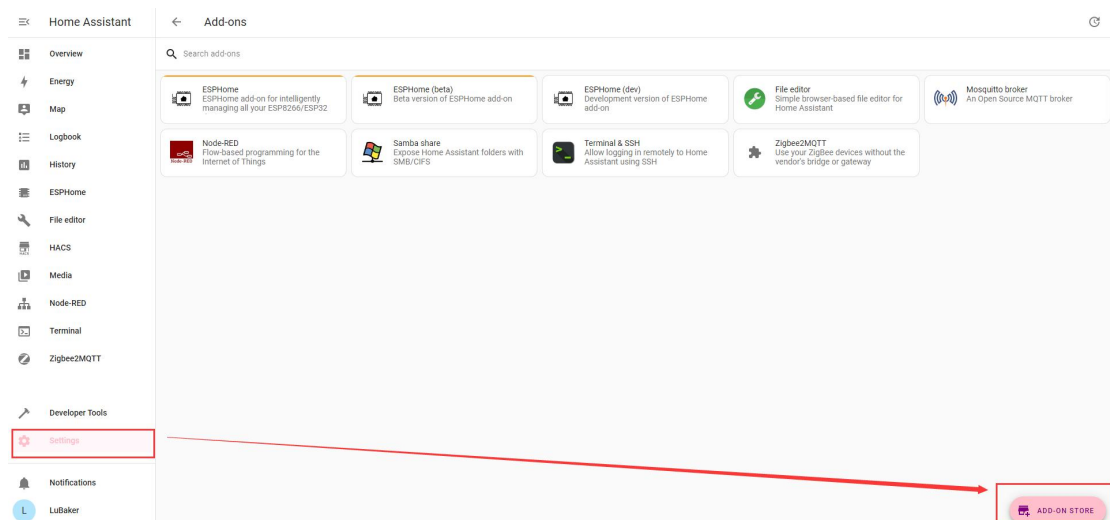 Home Assistant
Add-ons
Search add-ons
Overview
Energy
Map
Logbook
History
ESPHome
File editor
HACS
Media
Node-RED
Terminal
Zigbee2MQTT
Developer Tools
Settings
Notifications
L
LuBaker
ESPHome
ESPHome add-on for intelligently
managing all your ESP8266/ESP32
ESPHome (beta)
Beta version of ESPHome add-on
ESPHome (dev)
Development version of ESPHome
add-on
File editor
Simple browser-based file editor for
Home Assistant
Mosquitto broker
An Open Source MQTT broker
Node-RED
Node-RED
Flow-based programming for the
Internet of Things
Samba share
Expose Home Assistant folders with
SMB/CIFS
Terminal & SSH
Allow logging in remotely to Home
Assistant using SSH
Zigbee2MQTT
Use your ZigBee devices without the
vendor's bridge or gateway
ADD-ON STORE